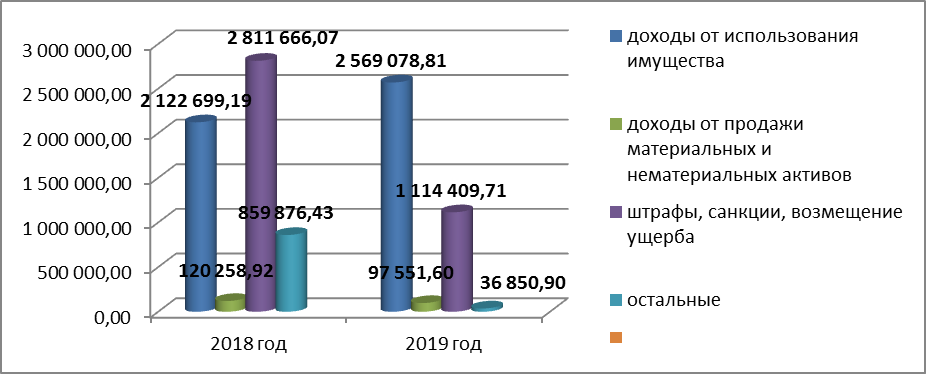 3 000 000,00
2 500 000,00
2 000 000,00
1 500 000,00
1 000 000,00
500 000,00
0,00
2 811 666,07
2 569 078,81
2 122 699,19
1 114 409,71
859 876,43
120 258,92
97 551,60
36 850,90
2018 год
2019 год
доходы от использования
имущества
доходы от продажи
материальных и
нематериальных активов
штрафы, санкции, возмещение
ущерба
остальные